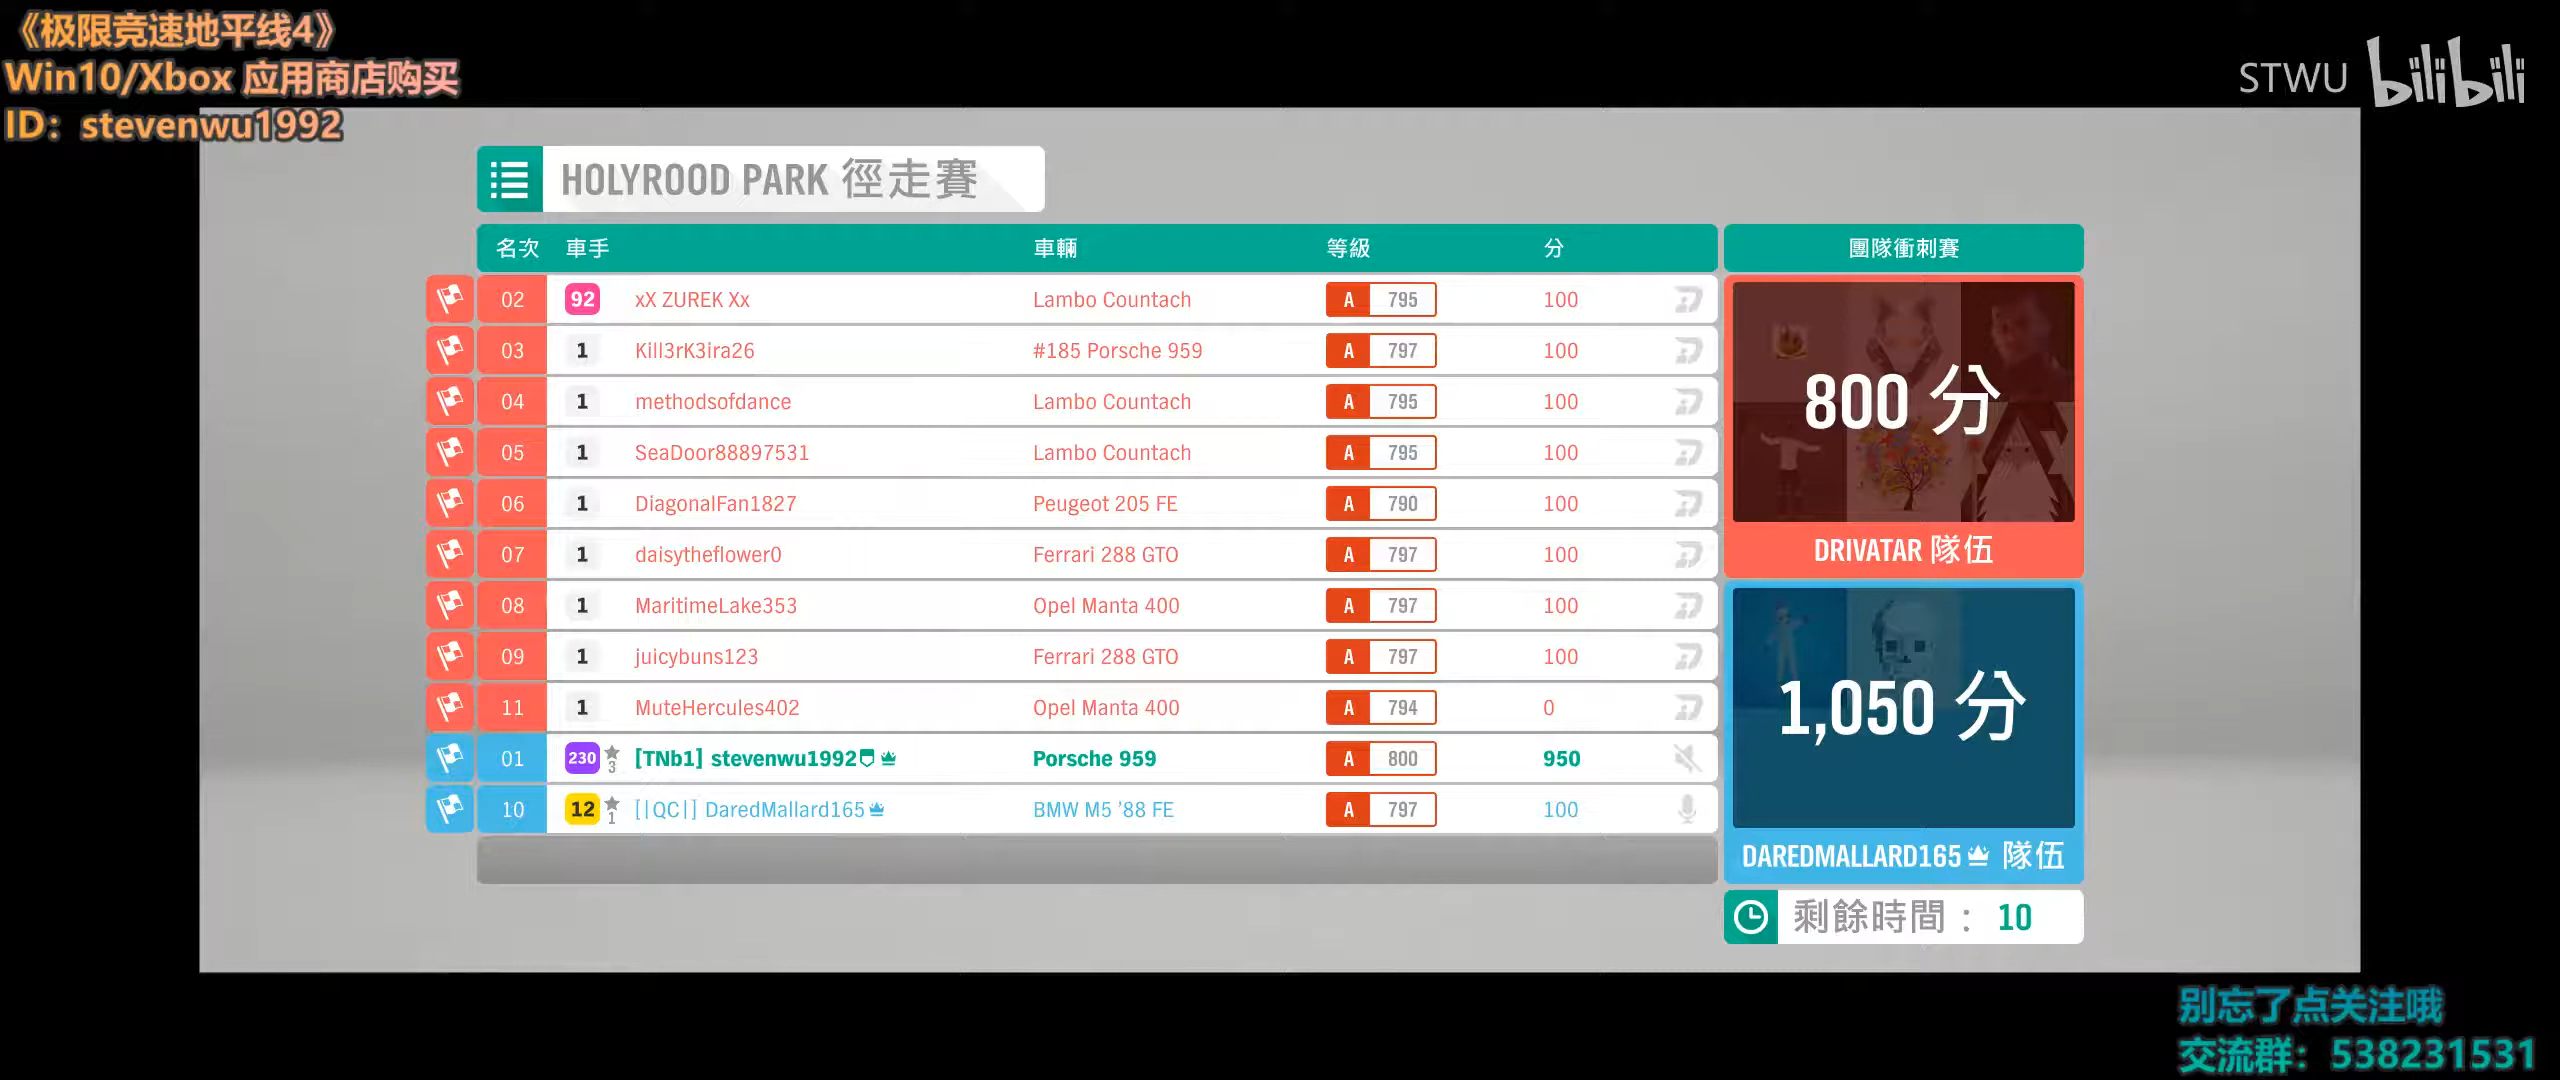 《极限竞速地平线4》
Win10/Xbox 应用商店购买
ID：stevenwu1992
STWU bilibili
HOLYROOD PARK 徑走賽
名次 車手 車輛 等級 分
02 92 xX ZUREK Xx Lambo Countach A 795 100
03 1 Kill3rK3ira26 #185 Porsche 959 A 797 100
04 1 methodsofdance Lambo Countach A 795 100
05 1 SeaDoor88897531 Lambo Countach A 795 100
06 1 DiagonalFan1827 Peugeot 205 FE A 790 100
07 1 daisytheflower0 Ferrari 288 GTO A 797 100
08 1 MaritimeLake353 Opel Manta 400 A 797 100
09 1 juicybuns123 Ferrari 288 GTO A 797 100
11 1 MuteHercules402 Opel Manta 400 A 794 0
01 230 3 [TNb1] stevenwu1992 Porsche 959 A 800 950
10 12 1 [|QC|] DaredMallard165 BMW M5 '88 FE A 797 100
團隊衝刺賽
800 分
DRIVATAR 隊伍
1,050 分
DAREDMALLARD165 隊伍
剩餘時間： 10
别忘了点关注哦
交流群：538231531